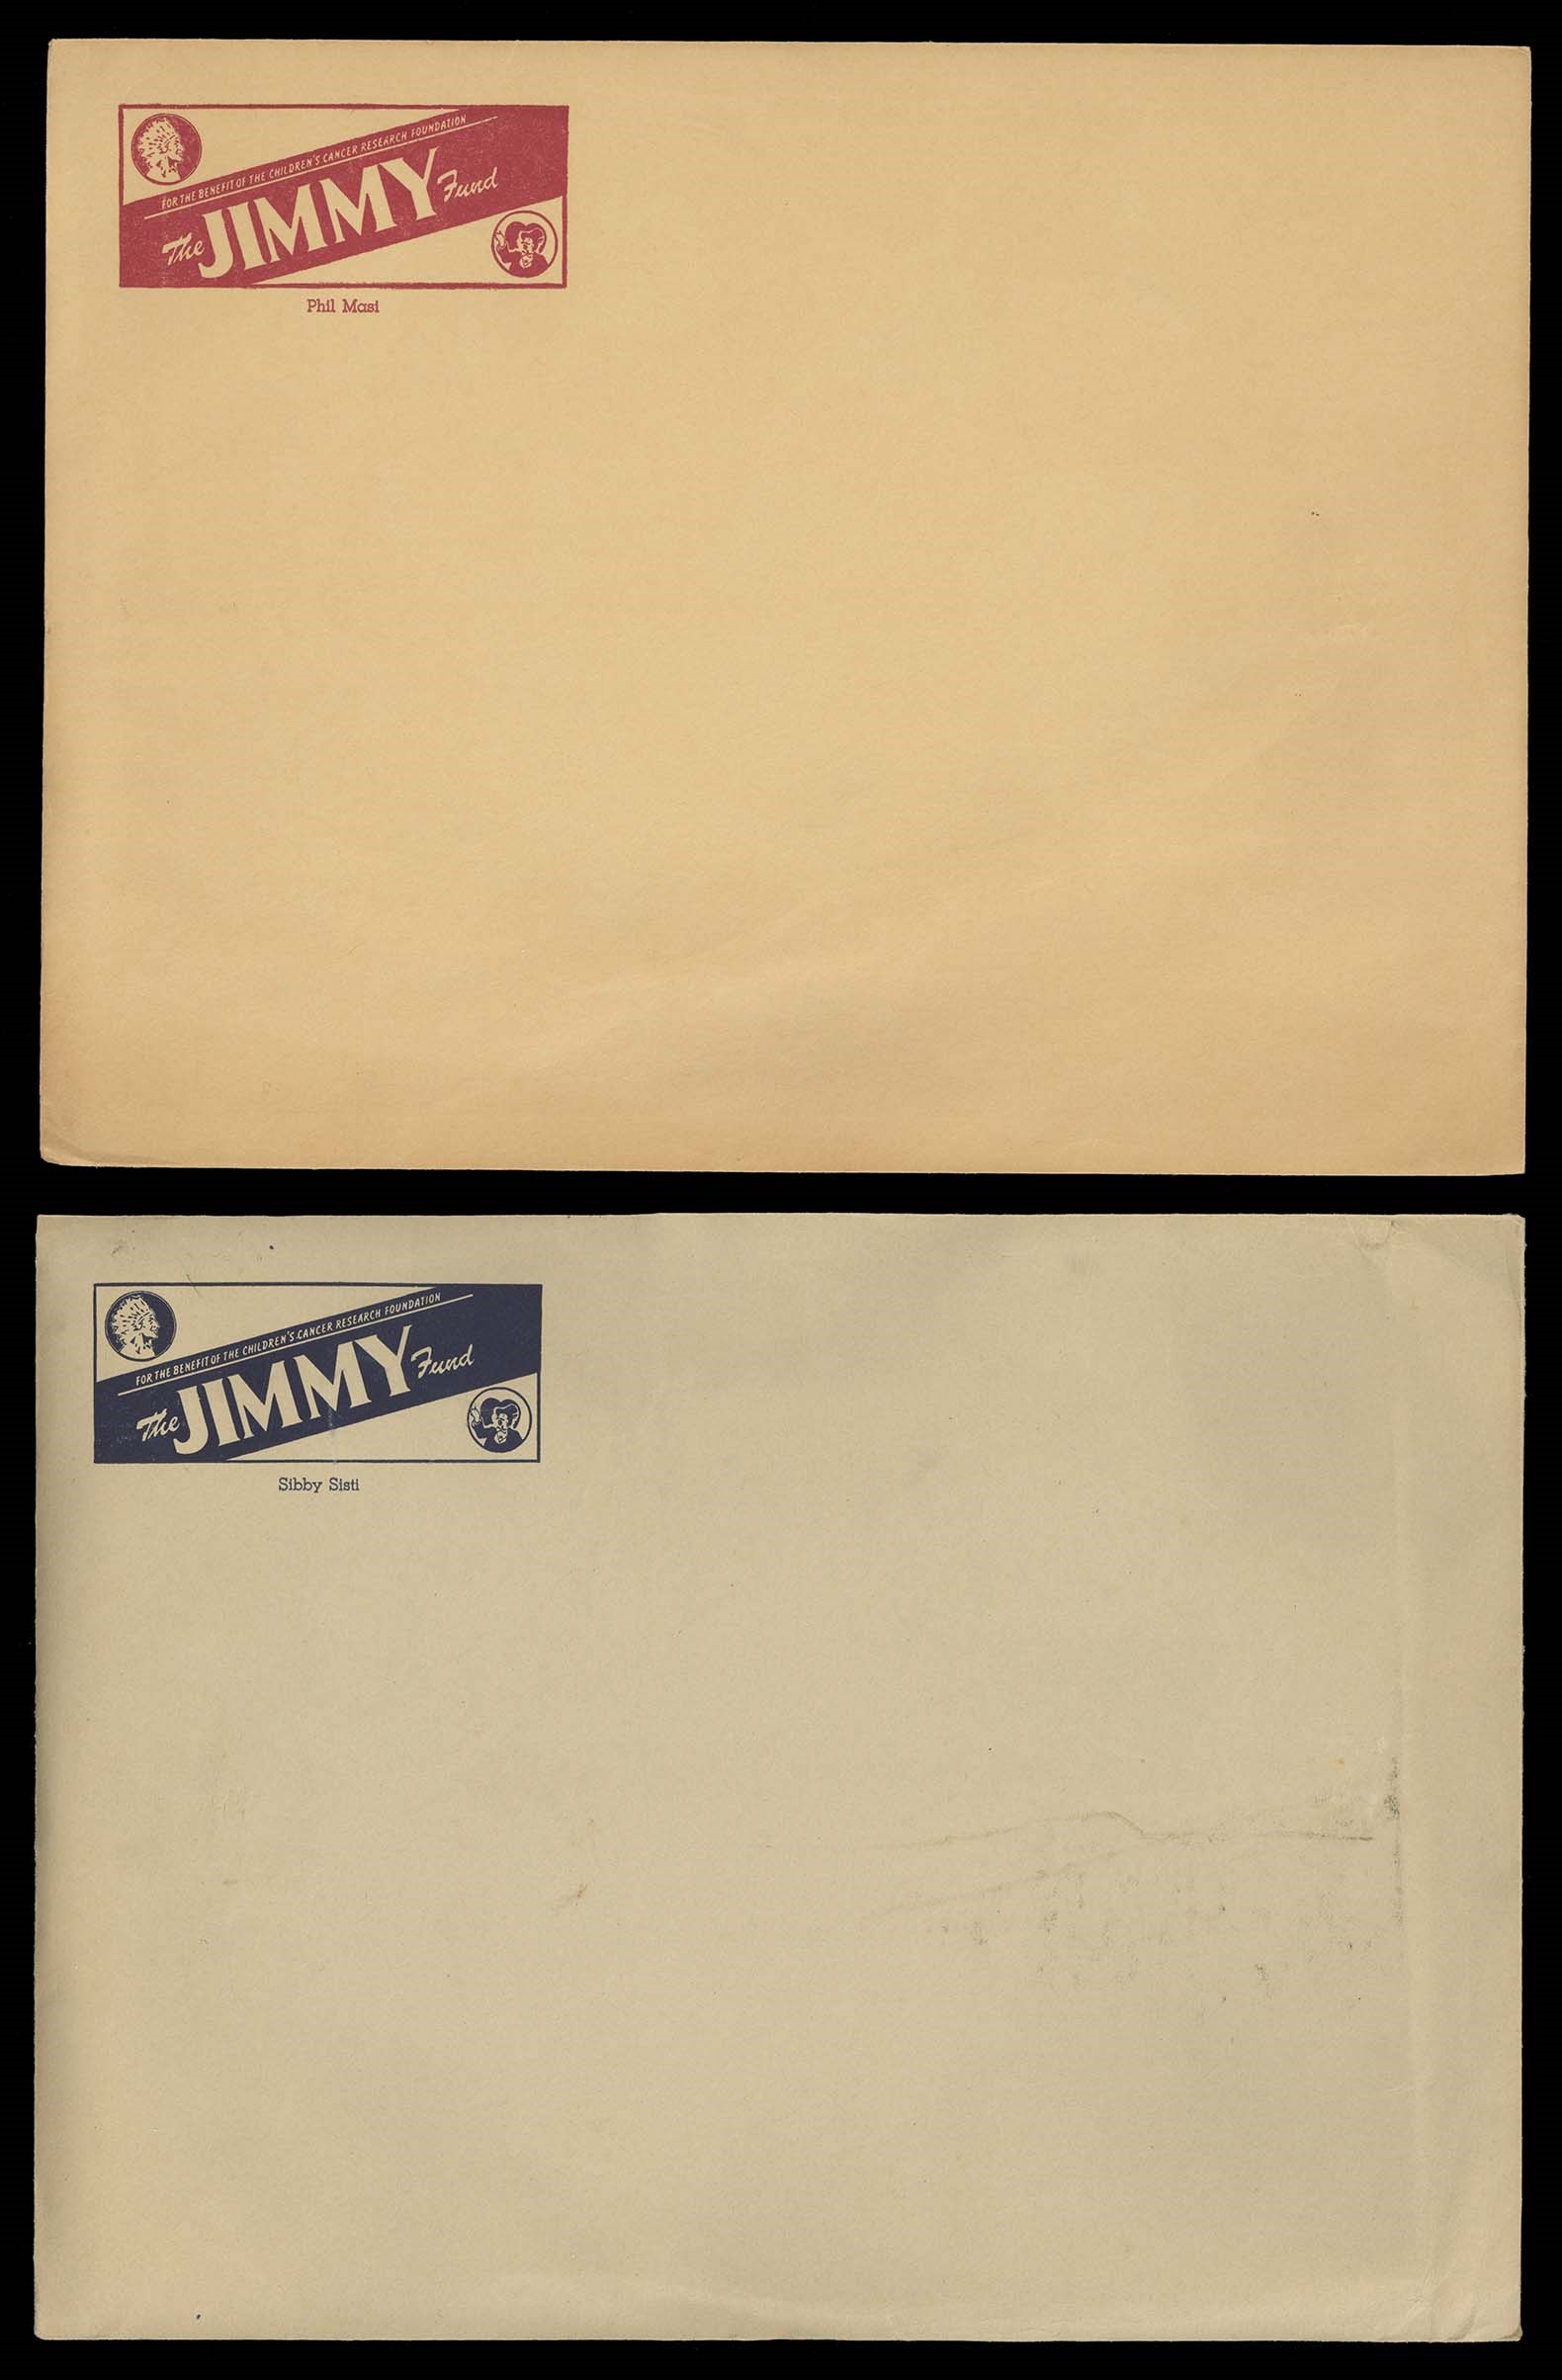 FOR THE BENEFIT OF THE CHILDREN'S CANCER RESEARCH FOUNDATION
The JIMMY Fund
Phil Masi
FOR THE BENEFIT OF THE CHILDREN'S CANCER RESEARCH FOUNDATION
The JIMMY Fund
Sibby Sisti